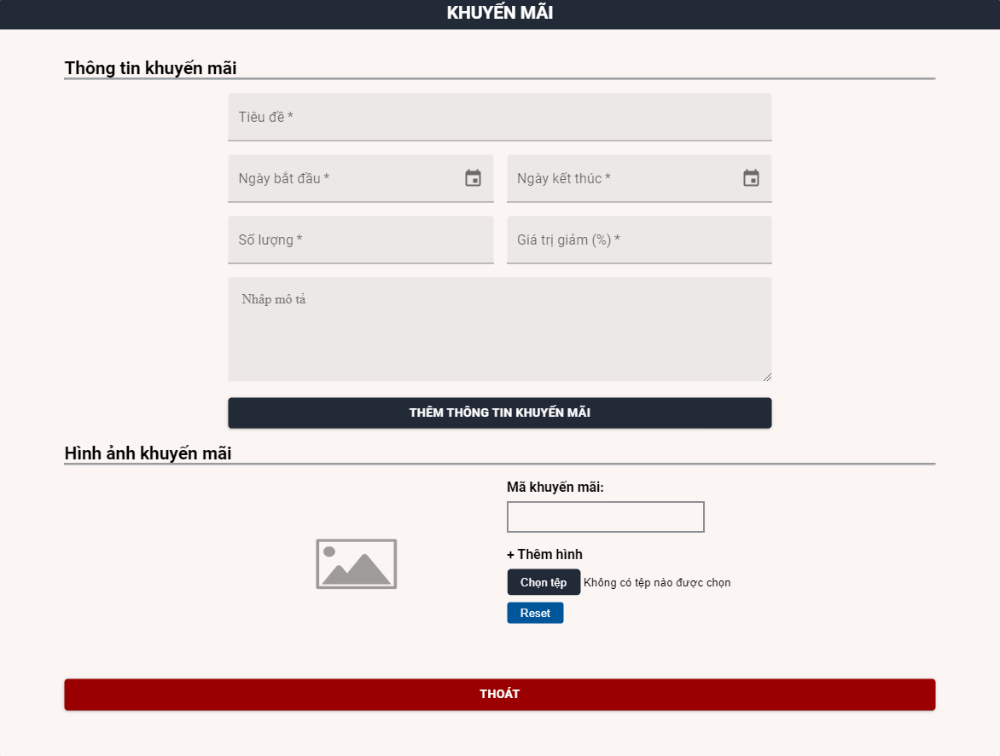 KHUYẾN MÃI
Thông tin khuyến mãi
Tiêu đề *
Ngày bắt đầu *
Ngày kết thúc *
Số lượng *
Giá trị giảm (%) *
Nhâp mô tả
THÊM THÔNG TIN KHUYẾN MÃI
Hình ảnh khuyến mãi
Mã khuyến mãi:
+ Thêm hình
Chọn tệp Không có tệp nào được chọn
Reset
THOÁT